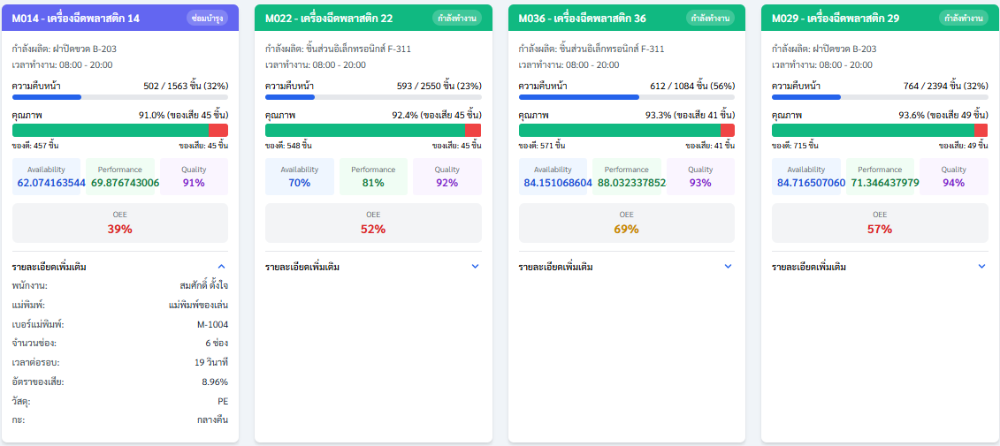 M014 - เครื่องฉีดพลาสติก 14 ซ่อมบำรุง
กำลังผลิต: ฝาปิดขวด B-203
เวลาทำงาน: 08:00 - 20:00
ความคืบหน้า 502 / 1563 ชิ้น (32%)
คุณภาพ 91.0% (ของเสีย 45 ชิ้น)
ของดี: 457 ชิ้น ของเสีย: 45 ชิ้น
Availability Performance Quality
62.074163544 69.876743006 91%
OEE
39%
รายละเอียดเพิ่มเติม
พนักงาน: สมศักดิ์ ตั้งใจ
แม่พิมพ์: แม่พิมพ์ของเล่น
เบอร์แม่พิมพ์: M-1004
จำนวนช่อง: 6 ช่อง
เวลาต่อรอบ: 19 วินาที
อัตราของเสีย: 8.96%
วัสดุ: PE
กะ: กลางคืน
M022 - เครื่องฉีดพลาสติก 22 กำลังทำงาน
กำลังผลิต: ชิ้นส่วนอิเล็กทรอนิกส์ F-311
เวลาทำงาน: 08:00 - 20:00
ความคืบหน้า 593 / 2550 ชิ้น (23%)
คุณภาพ 92.4% (ของเสีย 45 ชิ้น)
ของดี: 548 ชิ้น ของเสีย: 45 ชิ้น
Availability Performance Quality
70% 81% 92%
OEE
52%
รายละเอียดเพิ่มเติม
M036 - เครื่องฉีดพลาสติก 36 กำลังทำงาน
กำลังผลิต: ชิ้นส่วนอิเล็กทรอนิกส์ F-311
เวลาทำงาน: 08:00 - 20:00
ความคืบหน้า 612 / 1084 ชิ้น (56%)
คุณภาพ 93.3% (ของเสีย 41 ชิ้น)
ของดี: 571 ชิ้น ของเสีย: 41 ชิ้น
Availability Performance Quality
84.151068604 88.032337852 93%
OEE
69%
รายละเอียดเพิ่มเติม
M029 - เครื่องฉีดพลาสติก 29 กำลังทำงาน
กำลังผลิต: ฝาปิดขวด B-203
เวลาทำงาน: 08:00 - 20:00
ความคืบหน้า 764 / 2394 ชิ้น (32%)
คุณภาพ 93.6% (ของเสีย 49 ชิ้น)
ของดี: 715 ชิ้น ของเสีย: 49 ชิ้น
Availability Performance Quality
84.716507060 71.346437979 94%
OEE
57%
รายละเอียดเพิ่มเติม